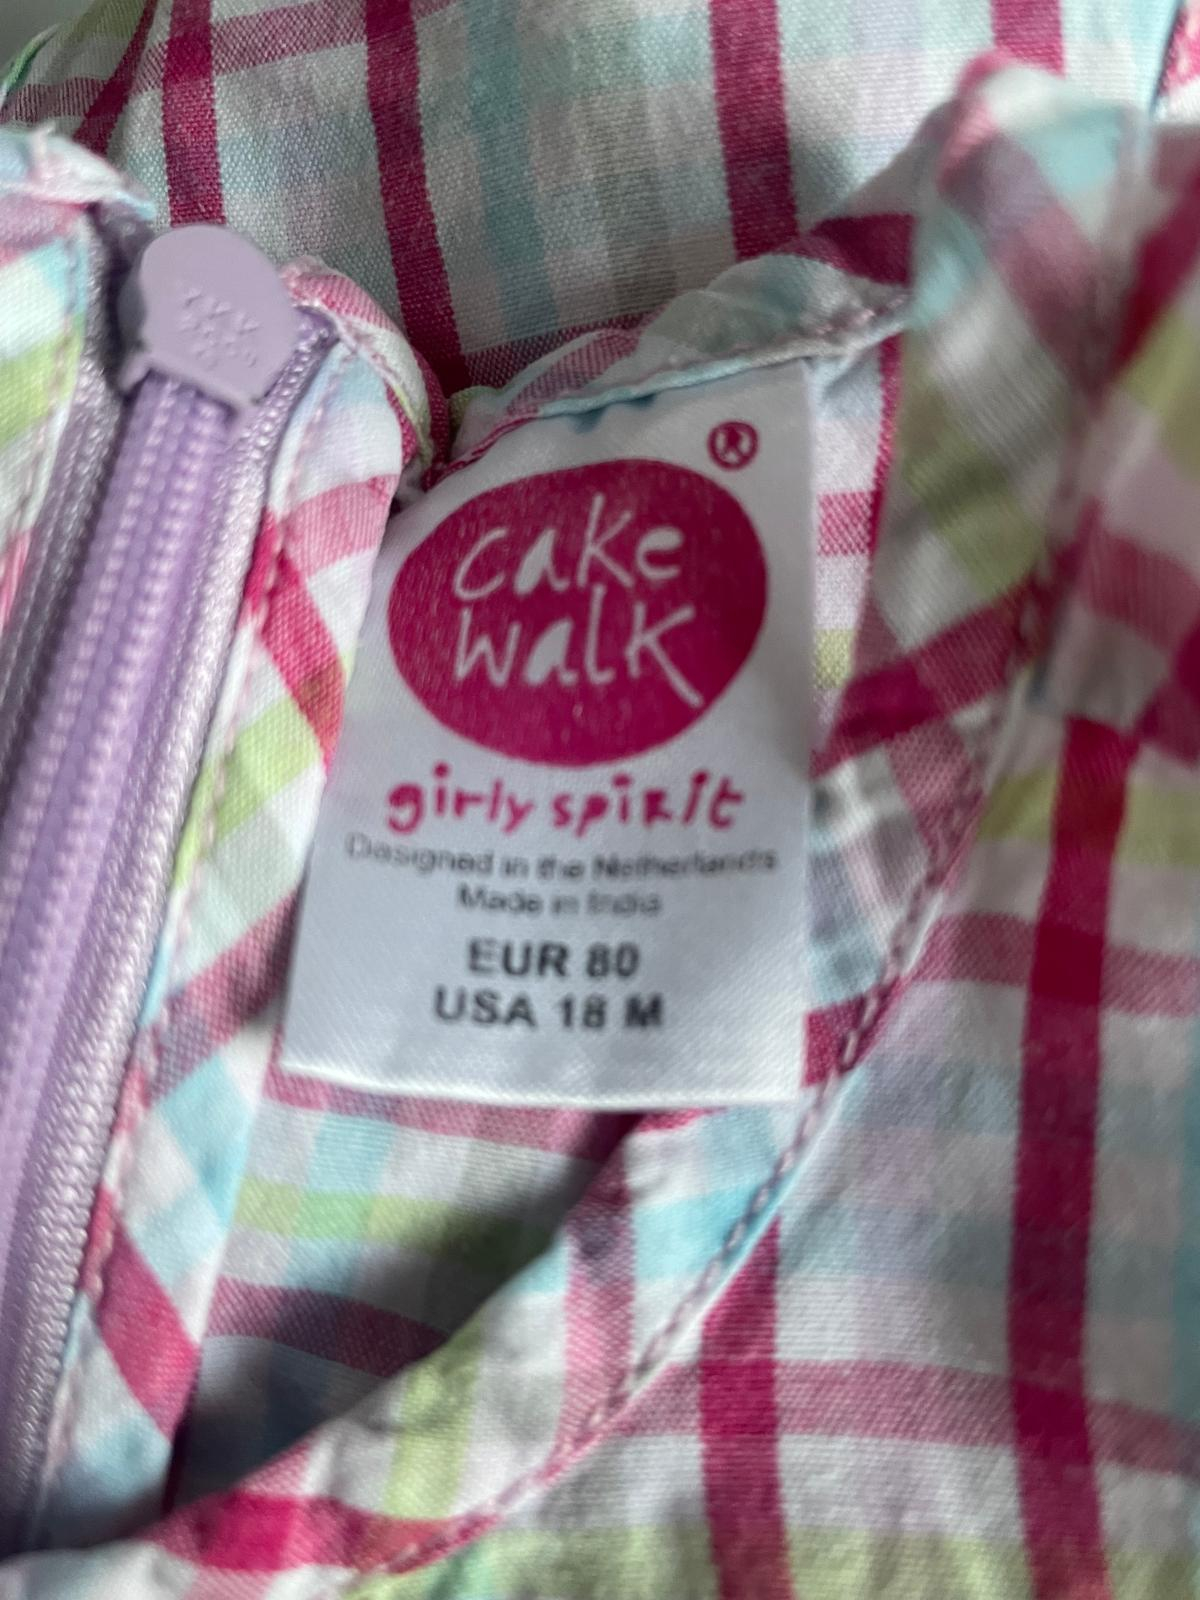 ®
cake
walk
girly spirit
Designed in the Netherlands
Made in India
EUR 80
USA 18 M